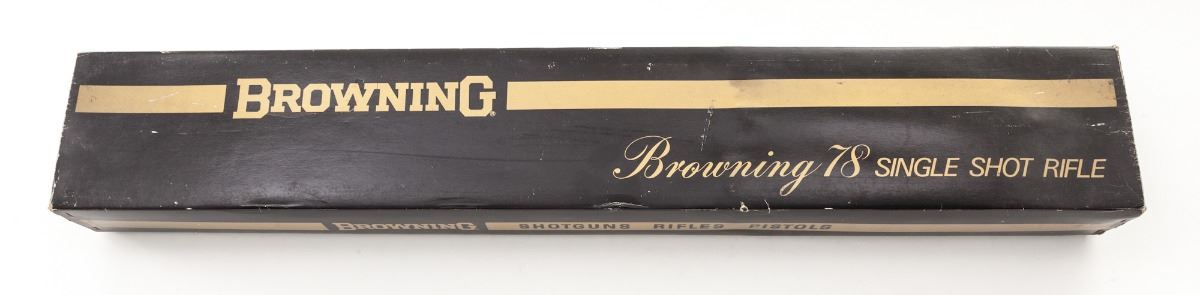 BROWNING®
Browning 78 SINGLE SHOT RIFLE
BROWNING SHOTGUNS RIFLES PISTOLS